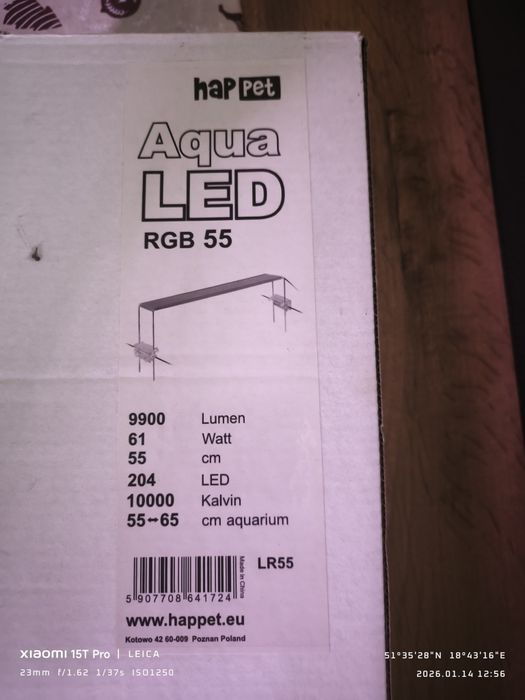 hapPet
Aqua
LED
RGB 55
9900 Lumen
61 Watt
55 cm
204 LED
10000 Kalvin
55↔65 cm aquarium
Made in China
LR55
5 907708 641724
www.happet.eu
Kotowo 42 60-009 Poznan Poland
XIAOMI 15T Pro | LEICA
23mm f/1.62 1/37s ISO1250
51°35'28"N 18°43'16"E
2026.01.14 12:56